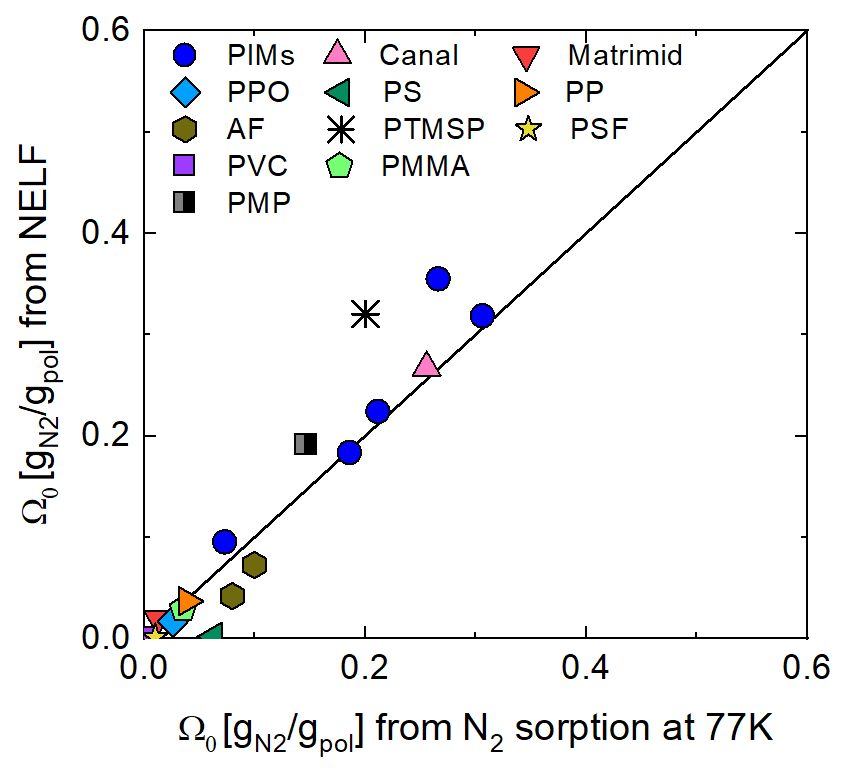 0.6
PIMs Canal Matrimid
PPO PS PP
AF PTMSP PSF
PVC PMMA
PMP
0.4
0.2
0.0
0.0 0.2 0.4 0.6
Ω₀ [gN2/gpol] from NELF
Ω₀ [gN2/gpol] from N₂ sorption at 77K